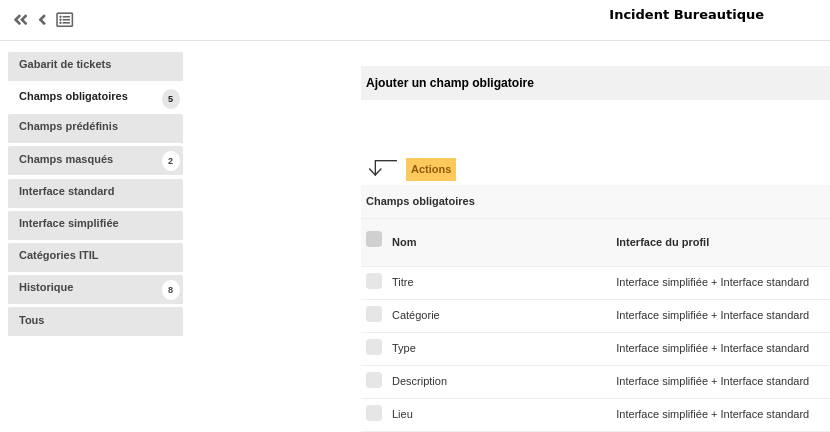 Incident Bureautique
Gabarit de tickets
Champs obligatoires 5
Champs prédéfinis
Champs masqués 2
Interface standard
Interface simplifiée
Catégories ITIL
Historique 8
Tous
Ajouter un champ obligatoire
Actions
Champs obligatoires
Nom Interface du profil
Titre Interface simplifiée + Interface standard
Catégorie Interface simplifiée + Interface standard
Type Interface simplifiée + Interface standard
Description Interface simplifiée + Interface standard
Lieu Interface simplifiée + Interface standard